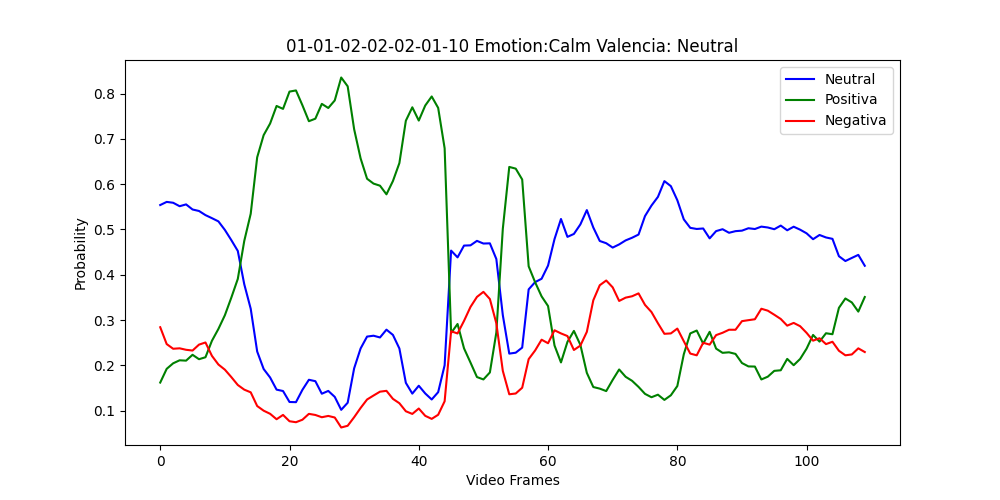 01-01-02-02-02-01-10 Emotion:Calm Valencia: Neutral
Neutral
Positiva
Negativa
Probability
0.8
0.7
0.6
0.5
0.4
0.3
0.2
0.1
0 20 40 60 80 100
Video Frames